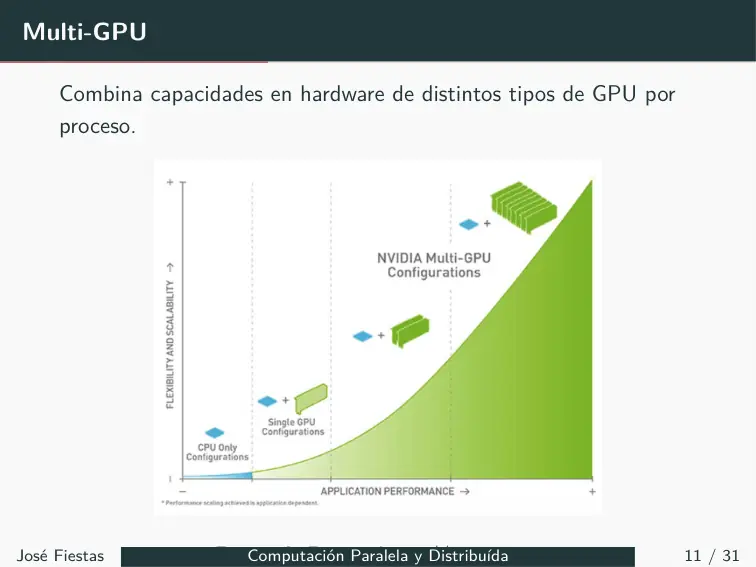 Multi-GPU
Combina capacidades en hardware de distintos tipos de GPU por
proceso.
+
+
NVIDIA Multi-GPU
Configurations
+
+
Single GPU
Configurations
CPU Only
Configurations
FLEXIBILITY AND SCALABILITY →
1
−
APPLICATION PERFORMANCE →
+
* Performance scaling achieved is application dependent.
José Fiestas
Computación Paralela y Distribuída
11 / 31